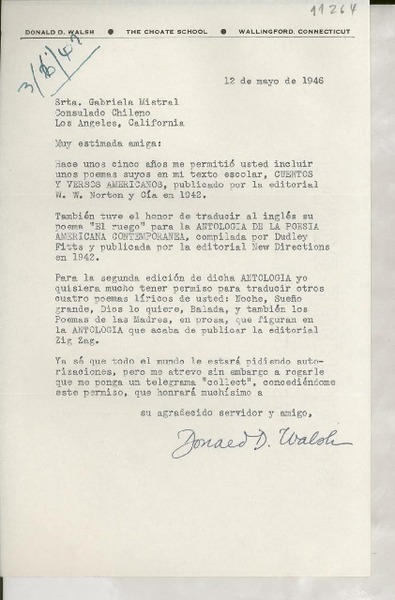 11264
DONALD D. WALSH ● THE CHOATE SCHOOL ● WALLINGFORD, CONNECTICUT
12 de mayo de 1946
Srta. Gabriela Mistral
Consulado Chileno
Los Angeles, California
Muy estimada amiga:
Hace unos cinco años me permitió usted incluir
unos poemas suyos en mi texto escolar, CUENTOS
Y VERSOS AMERICANOS, publicado por la editorial
W. W. Norton y Cía en 1942.
También tuve el honor de traducir al inglés su
poema "El ruego" para la ANTOLOGIA DE LA POESIA
AMERICANA CONTEMPORANEA, compilada por Dudley
Fitts y publicada por la editorial New Directions
en 1942.
Para la segunda edición de dicha ANTOLOGIA yo
quisiera mucho tener permiso para traducir otros
cuatro poemas líricos de usted: Noche, Sueño
grande, Dios lo quiere, Balada, y también los
Poemas de las Madres, en prosa, que figuran en
la ANTOLOGIA que acaba de publicar la editorial
Zig Zag.
Ya sé que todo el mundo le estará pidiendo auto-
rizaciones, pero me atrevo sin embargo a rogarle
que me ponga un telegrama "collect", concediéndome
este permiso, que honrará muchísimo a
su agradecido servidor y amigo,
Donald D. Walsh